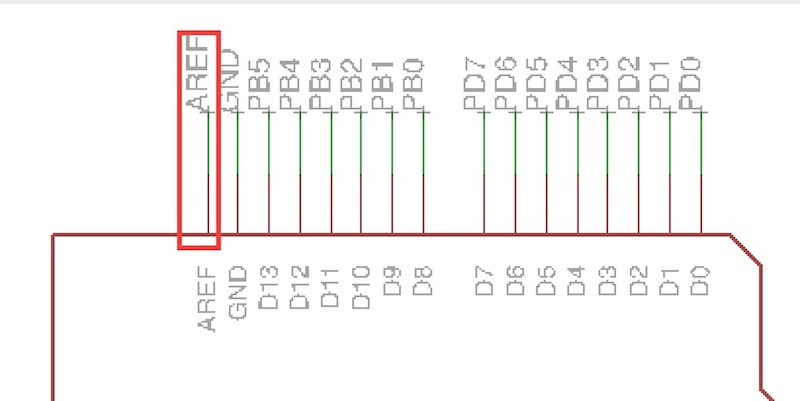 AREF
GND
PB5
PB4
PB3
PB2
PB1
PB0
PD7
PD6
PD5
PD4
PD3
PD2
PD1
PD0
AREF
GND
D13
D12
D11
D10
D9
D8
D7
D6
D5
D4
D3
D2
D1
D0